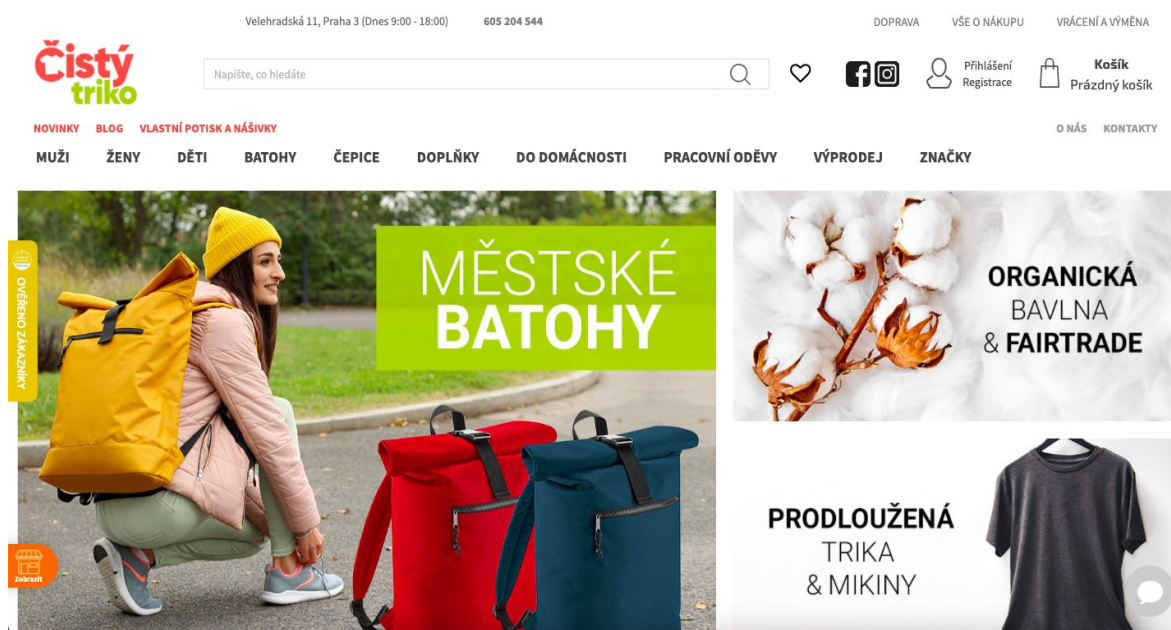 Velehradská 11, Praha 3 (Dnes 9:00 - 18:00) 605 204 544 DOPRAVA VŠE O NÁKUPU VRÁCENÍ A VÝMĚNA
Čistý
triko
Napište, co hledáte
Přihlášení
Registrace
Košík
Prázdný košík
NOVINKY BLOG VLASTNÍ POTISK A NÁŠIVKY O NÁS KONTAKTY
MUŽI ŽENY DĚTI BATOHY ČEPICE DOPLŇKY DO DOMÁCNOSTI PRACOVNÍ ODĚVY VÝPRODEJ ZNAČKY
MĚSTSKÉ
BATOHY
ORGANICKÁ
BAVLNA
& FAIRTRADE
OVĚŘENO ZÁKAZNÍKY
PRODLOUŽENÁ
TRIKA
& MIKINY
Zobrazit